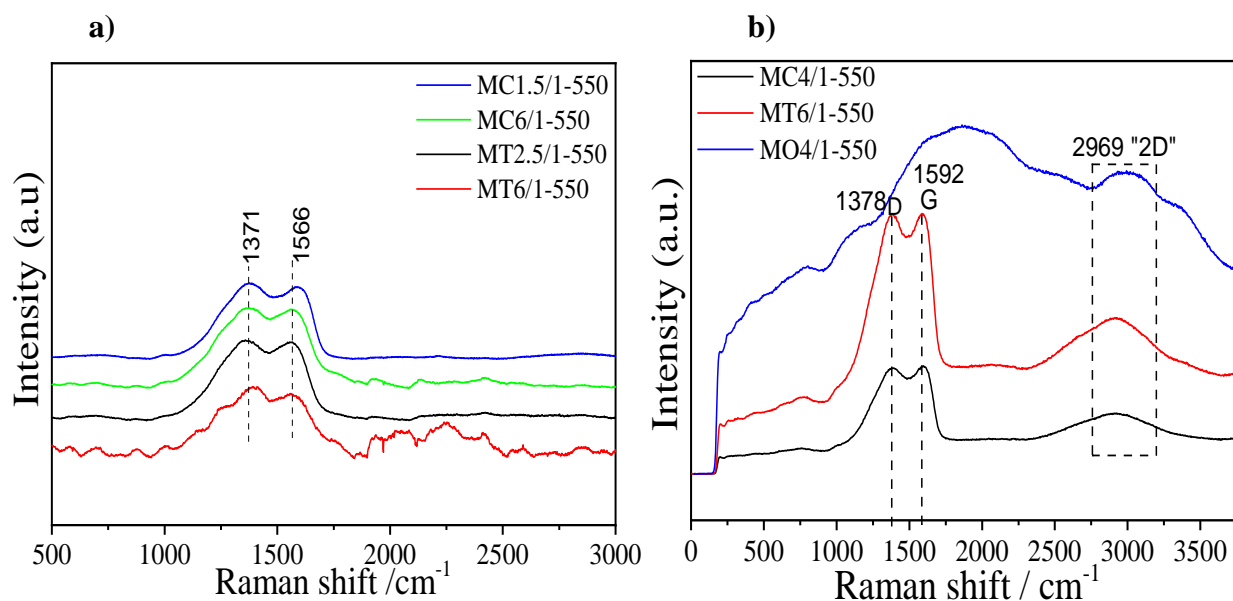 a)
MC1.5/1-550
MC6/1-550
MT2.5/1-550
MT6/1-550
1371
1566
Intensity (a.u)
500 1000 1500 2000 2500 3000
Raman shift /cm-1
b)
MC4/1-550
MT6/1-550
MO4/1-550
2969 "2D"
1592
1378 D G
Intensity (a.u.)
0 500 1000 1500 2000 2500 3000 3500
Raman shift / cm-1